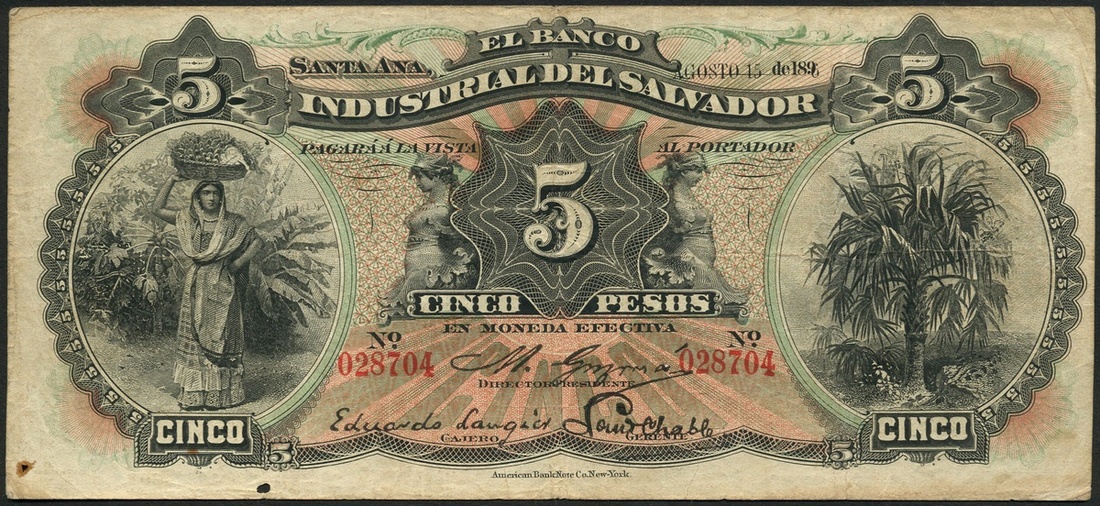 EL BANCO
INDUSTRIAL DEL SALVADOR
SANTA ANA, AGOSTO 15 de 189
5 5
PAGARA A LA VISTA AL PORTADOR
5
CINCO PESOS
EN MONEDA EFECTIVA
Nº 028704 Nº 028704
DIRECTOR PRESIDENTE
Eduardo
CAJERO GERENTE
CINCO 5 5 CINCO
American Bank Note Co. New-York.